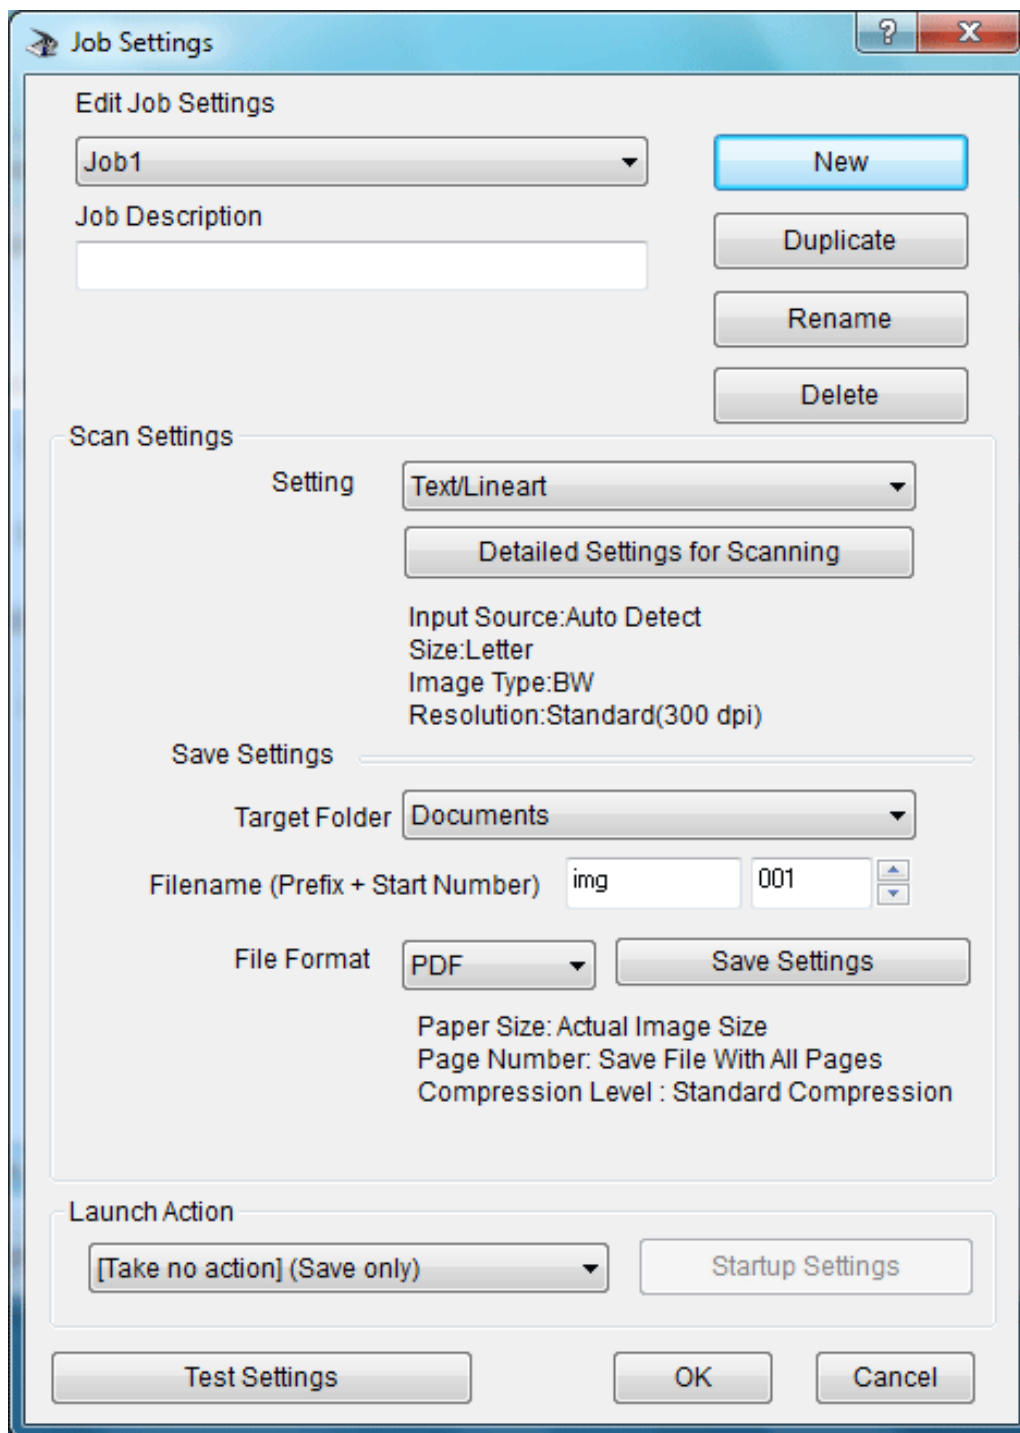 Job Settings
Edit Job Settings
Job1
New
Job Description
Duplicate
Rename
Delete
Scan Settings
Setting
Text/Lineart
Detailed Settings for Scanning
Input Source:Auto Detect
Size:Letter
Image Type:BW
Resolution:Standard(300 dpi)
Save Settings
Target Folder
Documents
Filename (Prefix + Start Number)
img
001
File Format
PDF
Save Settings
Paper Size: Actual Image Size
Page Number: Save File With All Pages
Compression Level : Standard Compression
Launch Action
[Take no action] (Save only)
Startup Settings
Test Settings
OK
Cancel